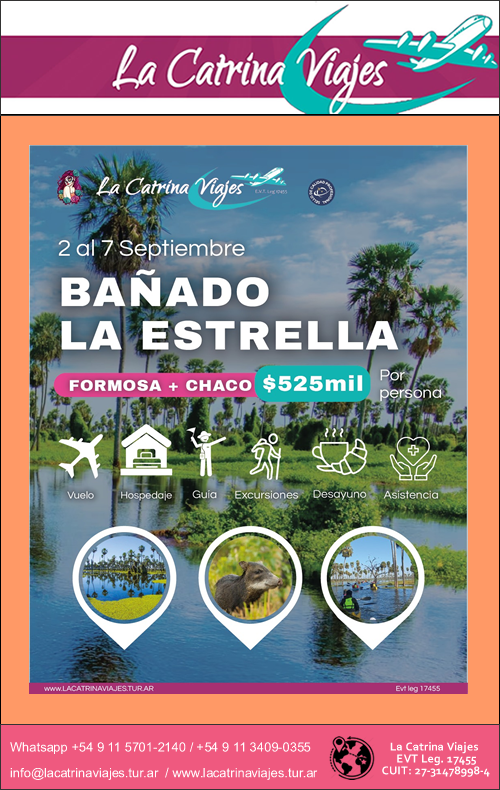 La Catrina Viajes
La Catrina Viajes
E.V.T. Leg. 17455
2 al 7 Septiembre
BAÑADO
LA ESTRELLA
FORMOSA + CHACO $525mil Por persona
Vuelo Hospedaje Guía Excursiones Desayuno Asistencia
www.LACATRINAVIAJES.TUR.AR Evt leg 17455
Whatsapp +54 9 11 5701-2140 / +54 9 11 3409-0355
info@lacatrinaviajes.tur.ar / www.lacatrinaviajes.tur.ar
La Catrina Viajes
EVT Leg. 17455
CUIT: 27-31478998-4